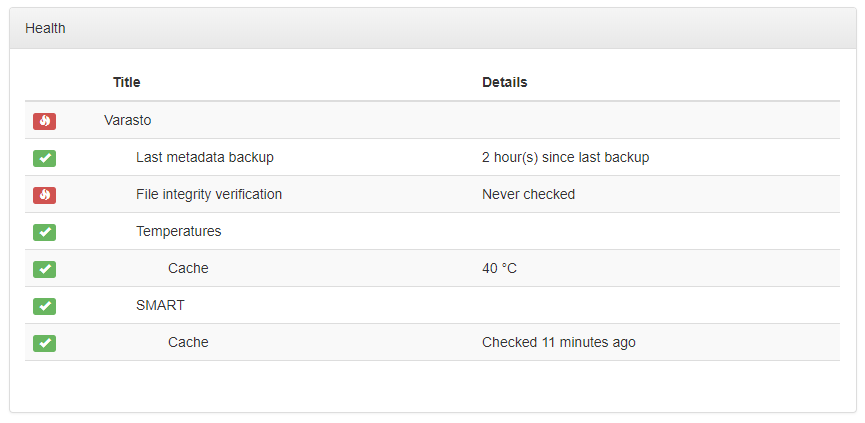 Health
Title Details
Varasto
Last metadata backup 2 hour(s) since last backup
File integrity verification Never checked
Temperatures
Cache 40 °C
SMART
Cache Checked 11 minutes ago